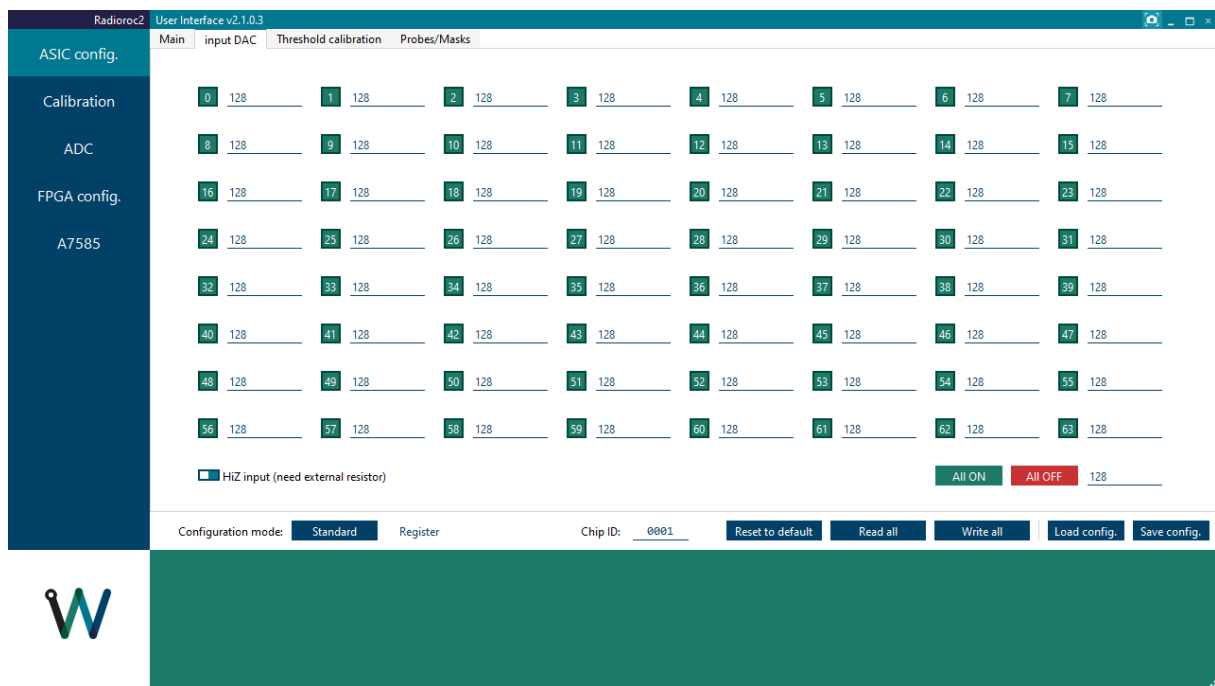 Radioroc2 User Interface v2.1.0.3
Main input DAC Threshold calibration Probes/Masks
ASIC config.
Calibration
ADC
FPGA config.
A7585
0 128 1 128 2 128 3 128 4 128 5 128 6 128 7 128
8 128 9 128 10 128 11 128 12 128 13 128 14 128 15 128
16 128 17 128 18 128 19 128 20 128 21 128 22 128 23 128
24 128 25 128 26 128 27 128 28 128 29 128 30 128 31 128
32 128 33 128 34 128 35 128 36 128 37 128 38 128 39 128
40 128 41 128 42 128 43 128 44 128 45 128 46 128 47 128
48 128 49 128 50 128 51 128 52 128 53 128 54 128 55 128
56 128 57 128 58 128 59 128 60 128 61 128 62 128 63 128
HiZ input (need external resistor) All ON All OFF 128
Configuration mode: Standard Register Chip ID: 0001 Reset to default Read all Write all Load config. Save config.